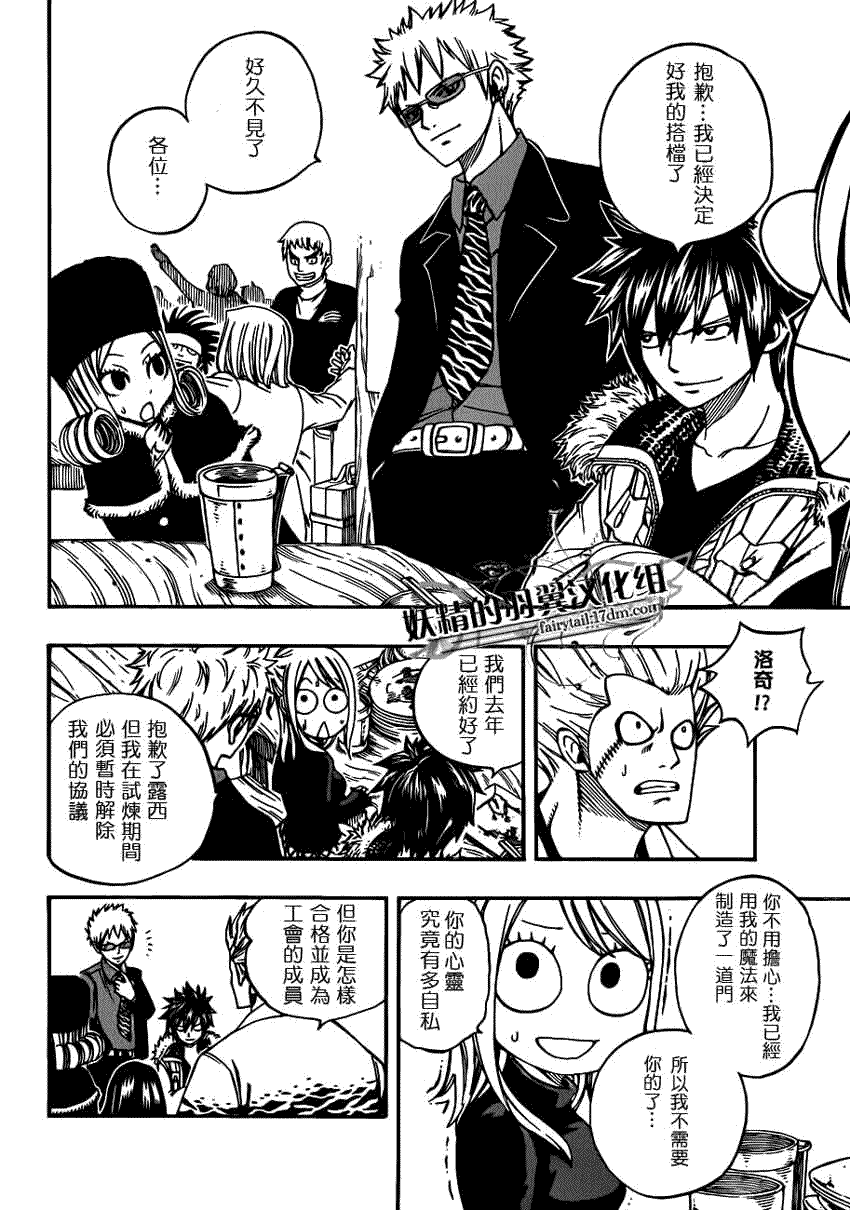 抱歉…我已經決定
好我的搭檔了
好久不見了
各位…
妖精的羽翼汉化组
fairytail.17dm.com
洛奇!?
我們去年
已經約好了
抱歉了露西
但我在試煉期間
必須暫時解除
我們的協議
你不用擔心…我已經
用我的魔法來
制造了一道門
所以我不需要
你的了…
你的心靈
究竟有多自私
但你是怎樣
合格並成為
工會的成員